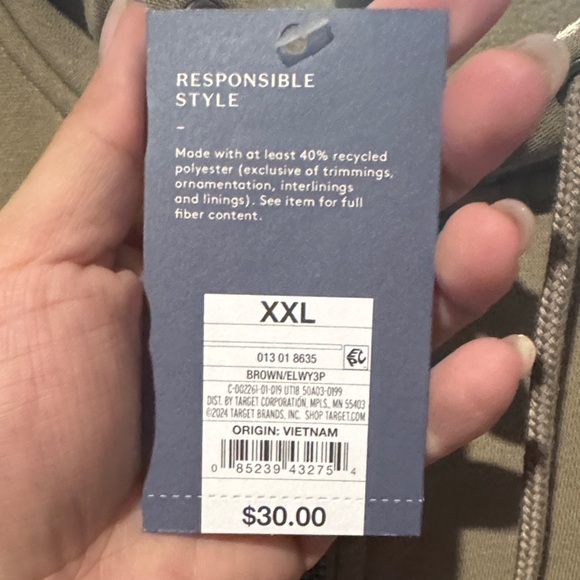 RESPONSIBLE
STYLE
–
Made with at least 40% recycled
polyester (exclusive of trimmings,
ornamentation, interlinings
and linings). See item for full
fiber content.
XXL
013 01 8635
BROWN/ELWY3P
C-002261-01-019 UT18 50A03-0199
DIST. BY TARGET CORPORATION, MPLS., MN 55403
©2024 TARGET BRANDS, INC. SHOP TARGET.COM
ORIGIN: VIETNAM
0 85239 43275 4
$30.00